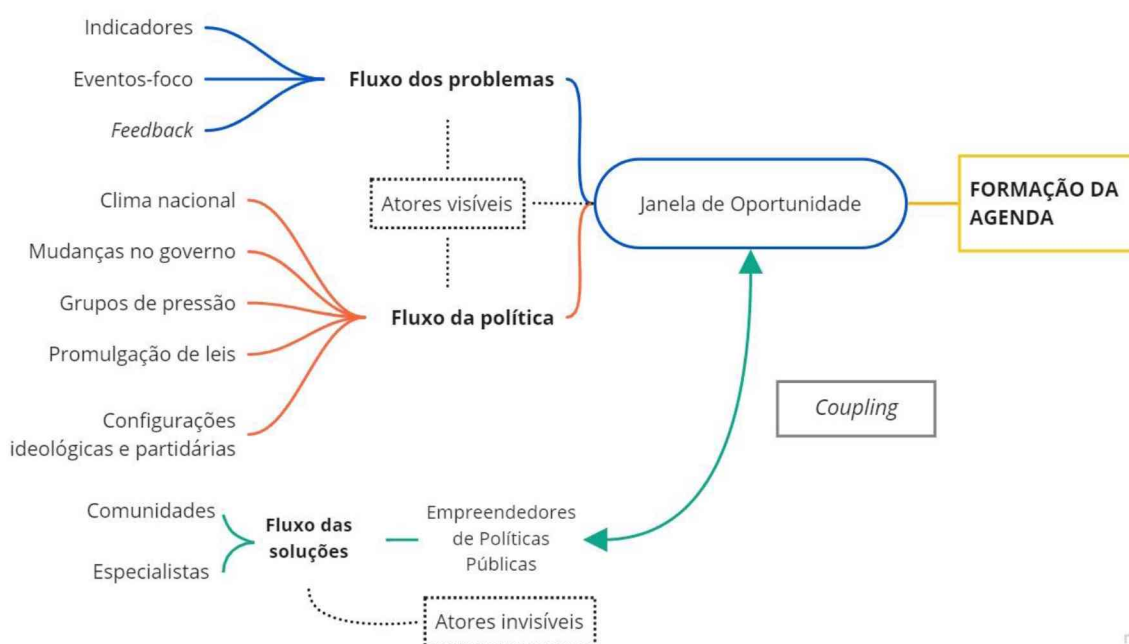 Indicadores
Eventos-foco
Feedback
Fluxo dos problemas
Clima nacional
Mudanças no governo
Grupos de pressão
Promulgação de leis
Configurações
ideológicas e partidárias
Atores visíveis
Fluxo da política
Janela de Oportunidade
FORMAÇÃO DA
AGENDA
Coupling
Comunidades
Especialistas
Fluxo das
soluções
Empreendedores
de Políticas
Públicas
Atores invisíveis